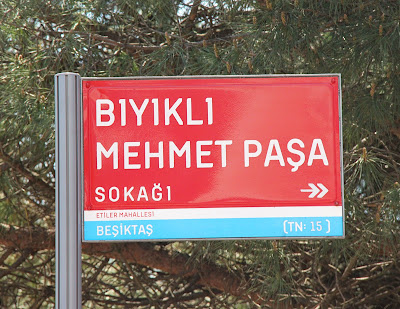 BIYIKLI
MEHMET PAŞA
SOKAĞI
ETİLER MAHALLESİ
BEŞİKTAŞ (TN: 15)